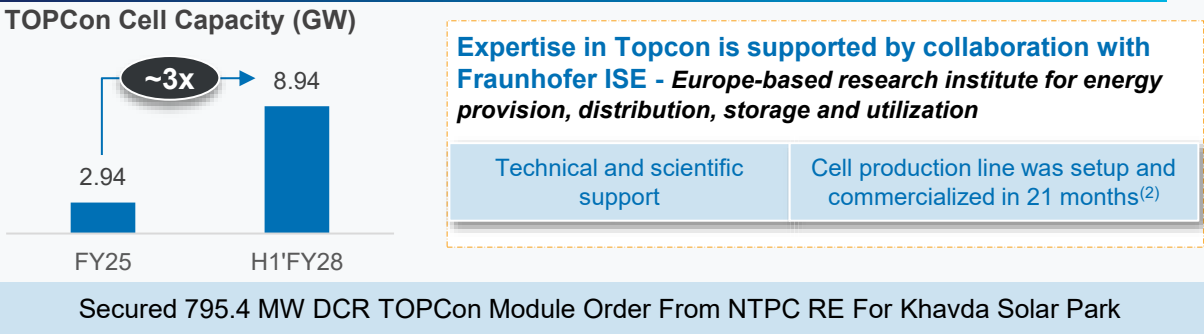 TOPCon Cell Capacity (GW)
~3x
8.94
2.94
FY25
H1'FY28
Expertise in Topcon is supported by collaboration with
Fraunhofer ISE - Europe-based research institute for energy
provision, distribution, storage and utilization
Technical and scientific
support
Cell production line was setup and
commercialized in 21 months(2)
Secured 795.4 MW DCR TOPCon Module Order From NTPC RE For Khavda Solar Park